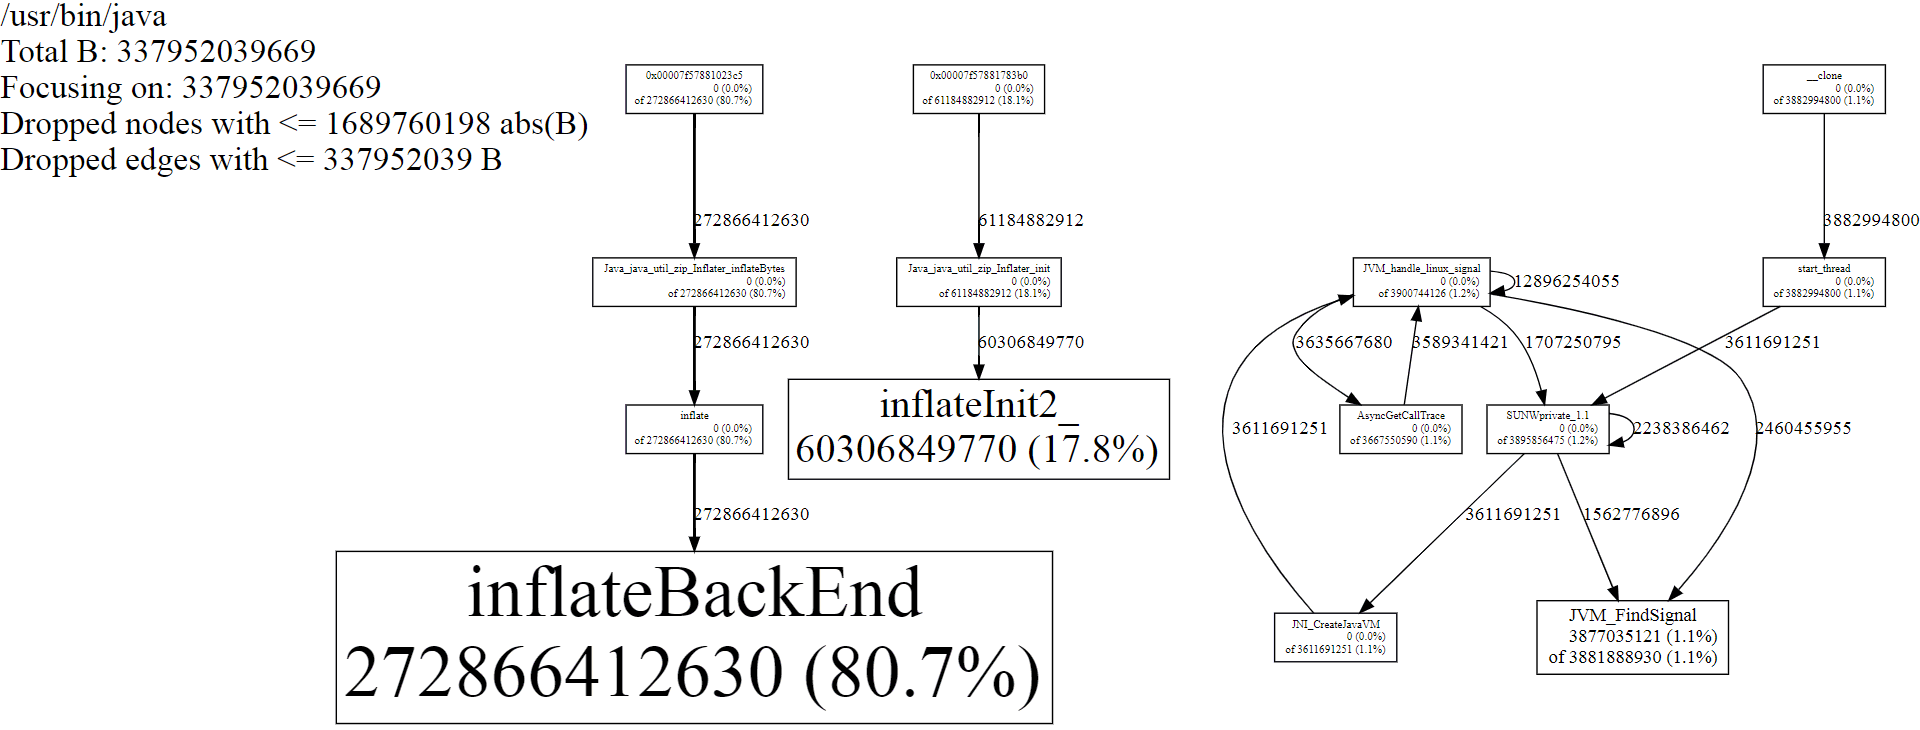 /usr/bin/java
Total B: 337952039669
Focusing on: 337952039669
Dropped nodes with <= 1689760198 abs(B)
Dropped edges with <= 337952039 B
0x00007f57881023c5
0 (0.0%)
of 272866412630 (80.7%)
0x00007f57881783b0
0 (0.0%)
of 61184882912 (18.1%)
__clone
0 (0.0%)
of 3882994800 (1.1%)
272866412630
61184882912
3882994800
Java_java_util_zip_Inflater_inflateBytes
0 (0.0%)
of 272866412630 (80.7%)
Java_java_util_zip_Inflater_init
0 (0.0%)
of 61184882912 (18.1%)
JVM_handle_linux_signal
0 (0.0%)
of 3900744126 (1.2%)
12896254055
start_thread
0 (0.0%)
of 3882994800 (1.1%)
272866412630
60306849770
3635667680
3589341421
1707250795
3611691251
inflate
0 (0.0%)
of 272866412630 (80.7%)
inflateInit2_
60306849770 (17.8%)
3611691251
AsyncGetCallTrace
0 (0.0%)
of 3667550590 (1.1%)
SUNWprivate_1.1
0 (0.0%)
of 3895856475 (1.2%)
2238386462
2460455955
272866412630
3611691251
1562776896
inflateBackEnd
272866412630 (80.7%)
JNI_CreateJavaVM
0 (0.0%)
of 3611691251 (1.1%)
JVM_FindSignal
3877035121 (1.1%)
of 3881888930 (1.1%)